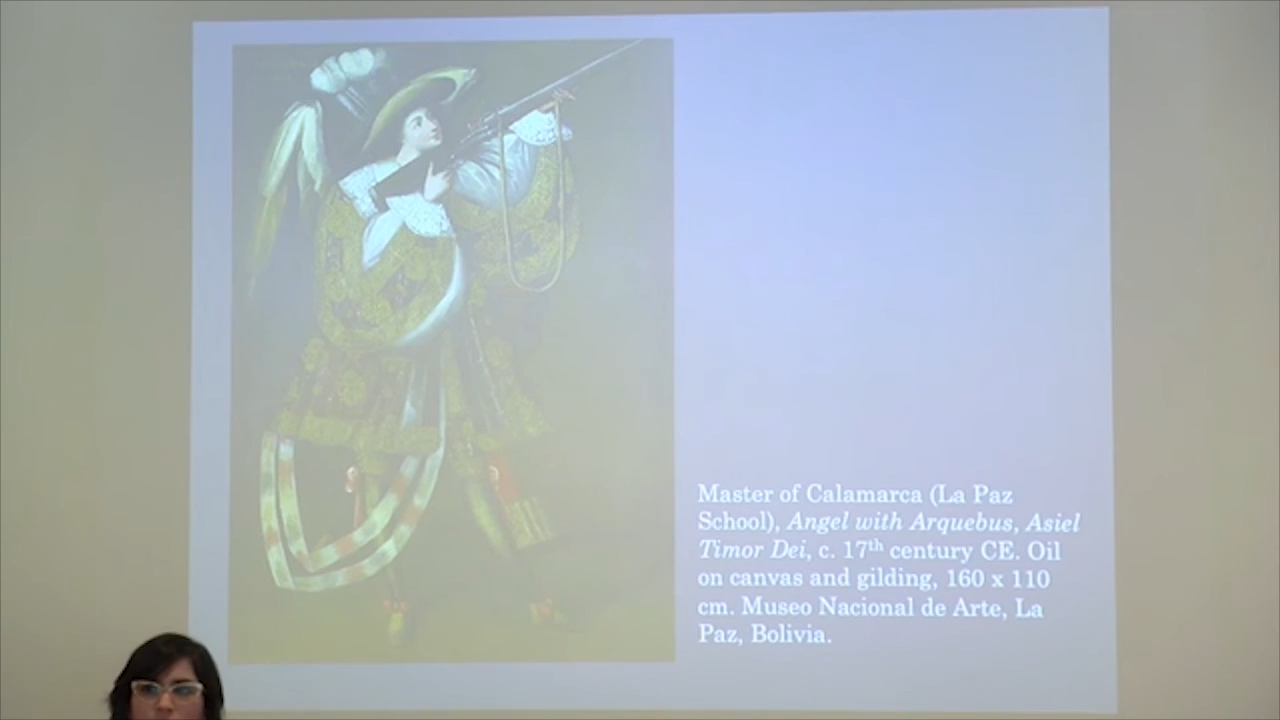 Master of Calamarca (La Paz
School), Angel with Arquebus, Asiel
Timor Dei, c. 17th century CE. Oil
on canvas and gilding, 160 x 110
cm. Museo Nacional de Arte, La
Paz, Bolivia.